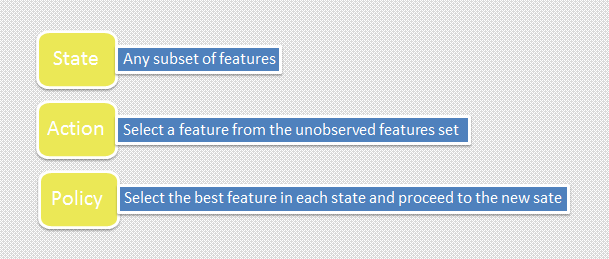 State
Any subset of features
Action
Select a feature from the unobserved features set
Policy
Select the best feature in each state and proceed to the new sate